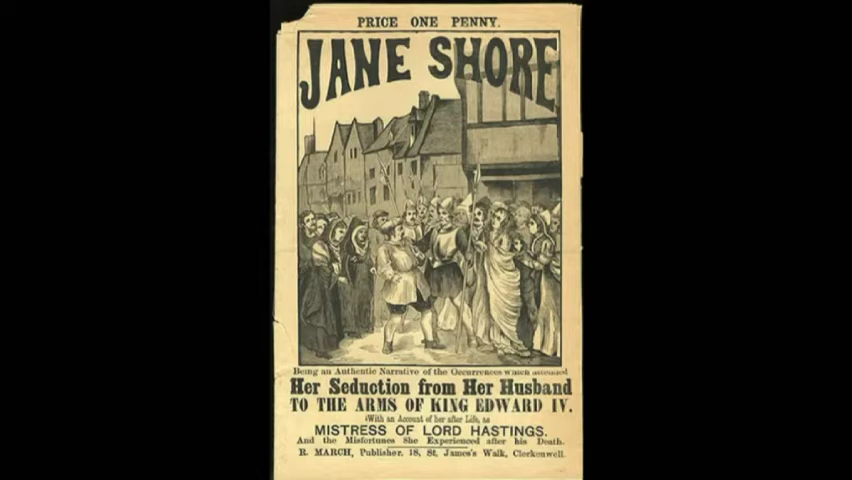 PRICE ONE PENNY.
JANE SHORE
Being an Authentic Narrative of the Occurrences which attended
Her Seduction from Her Husband
TO THE ARMS OF KING EDWARD IV.
With an Account of her after Life, as
MISTRESS OF LORD HASTINGS.
And the Misfortunes She Experienced after his Death.
R. MARCH, Publisher, 18, St. James's Walk, Clerkenwell.